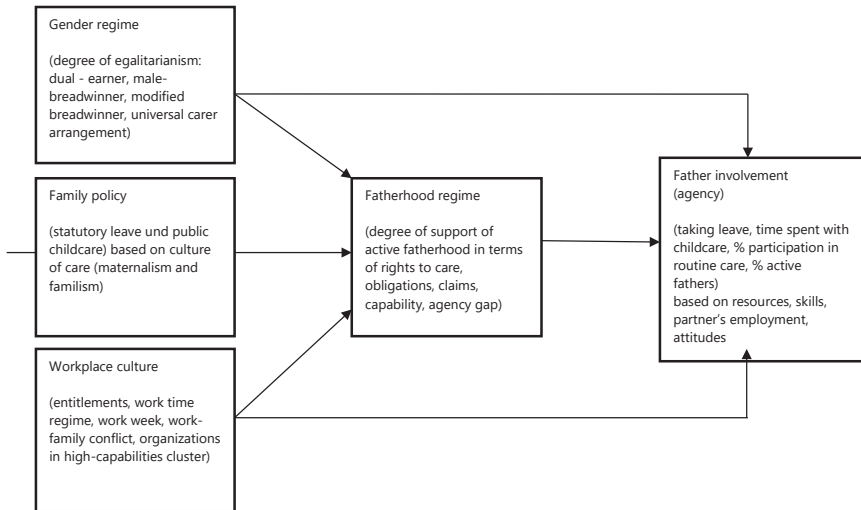 Gender regime
(degree of egalitarianism:
dual - earner, male-
breadwinner, modified
breadwinner, universal carer
arrangement)
Family policy
(statutory leave und public
childcare) based on culture
of care (maternalism and
familism)
Workplace culture
(entitlements, work time
regime, work week, work-
family conflict, organizations
in high-capabilities cluster)
Fatherhood regime
(degree of support of
active fatherhood in terms
of rights to care,
obligations, claims,
capability, agency gap)
Father involvement
(agency)
(taking leave, time spent with
childcare, % participation in
routine care, % active
fathers)
based on resources, skills,
partner’s employment,
attitudes